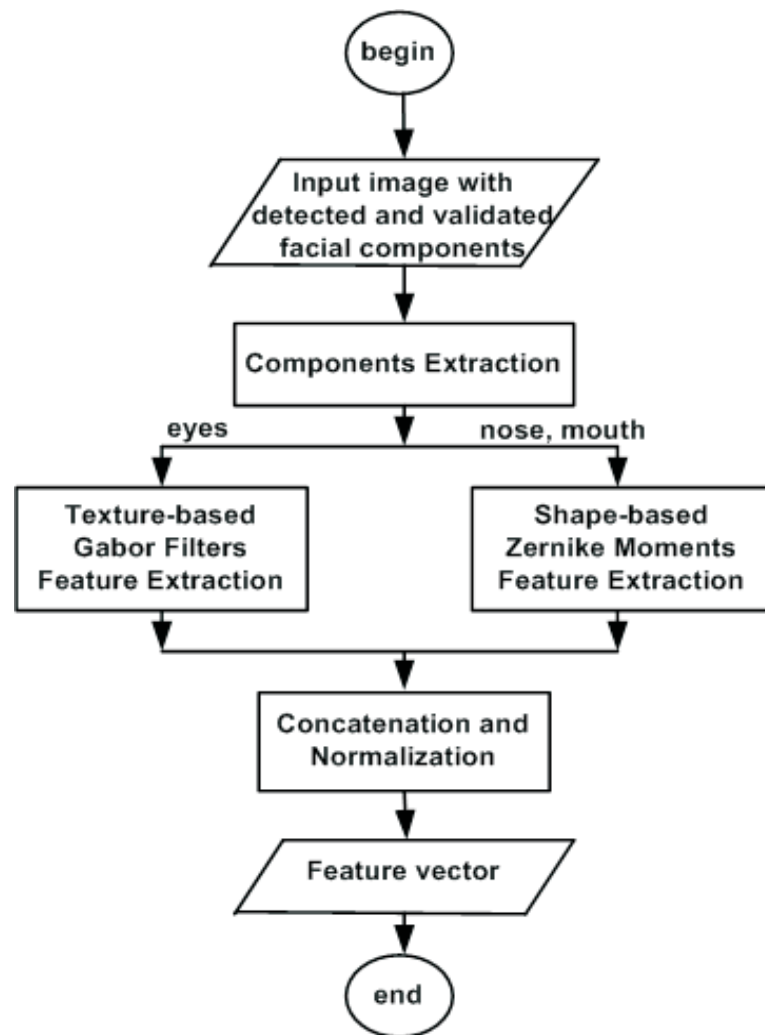 begin
Input image with
detected and validated
facial components
Components Extraction
eyes
nose, mouth
Texture-based
Gabor Filters
Feature Extraction
Shape-based
Zernike Moments
Feature Extraction
Concatenation and
Normalization
Feature vector
end